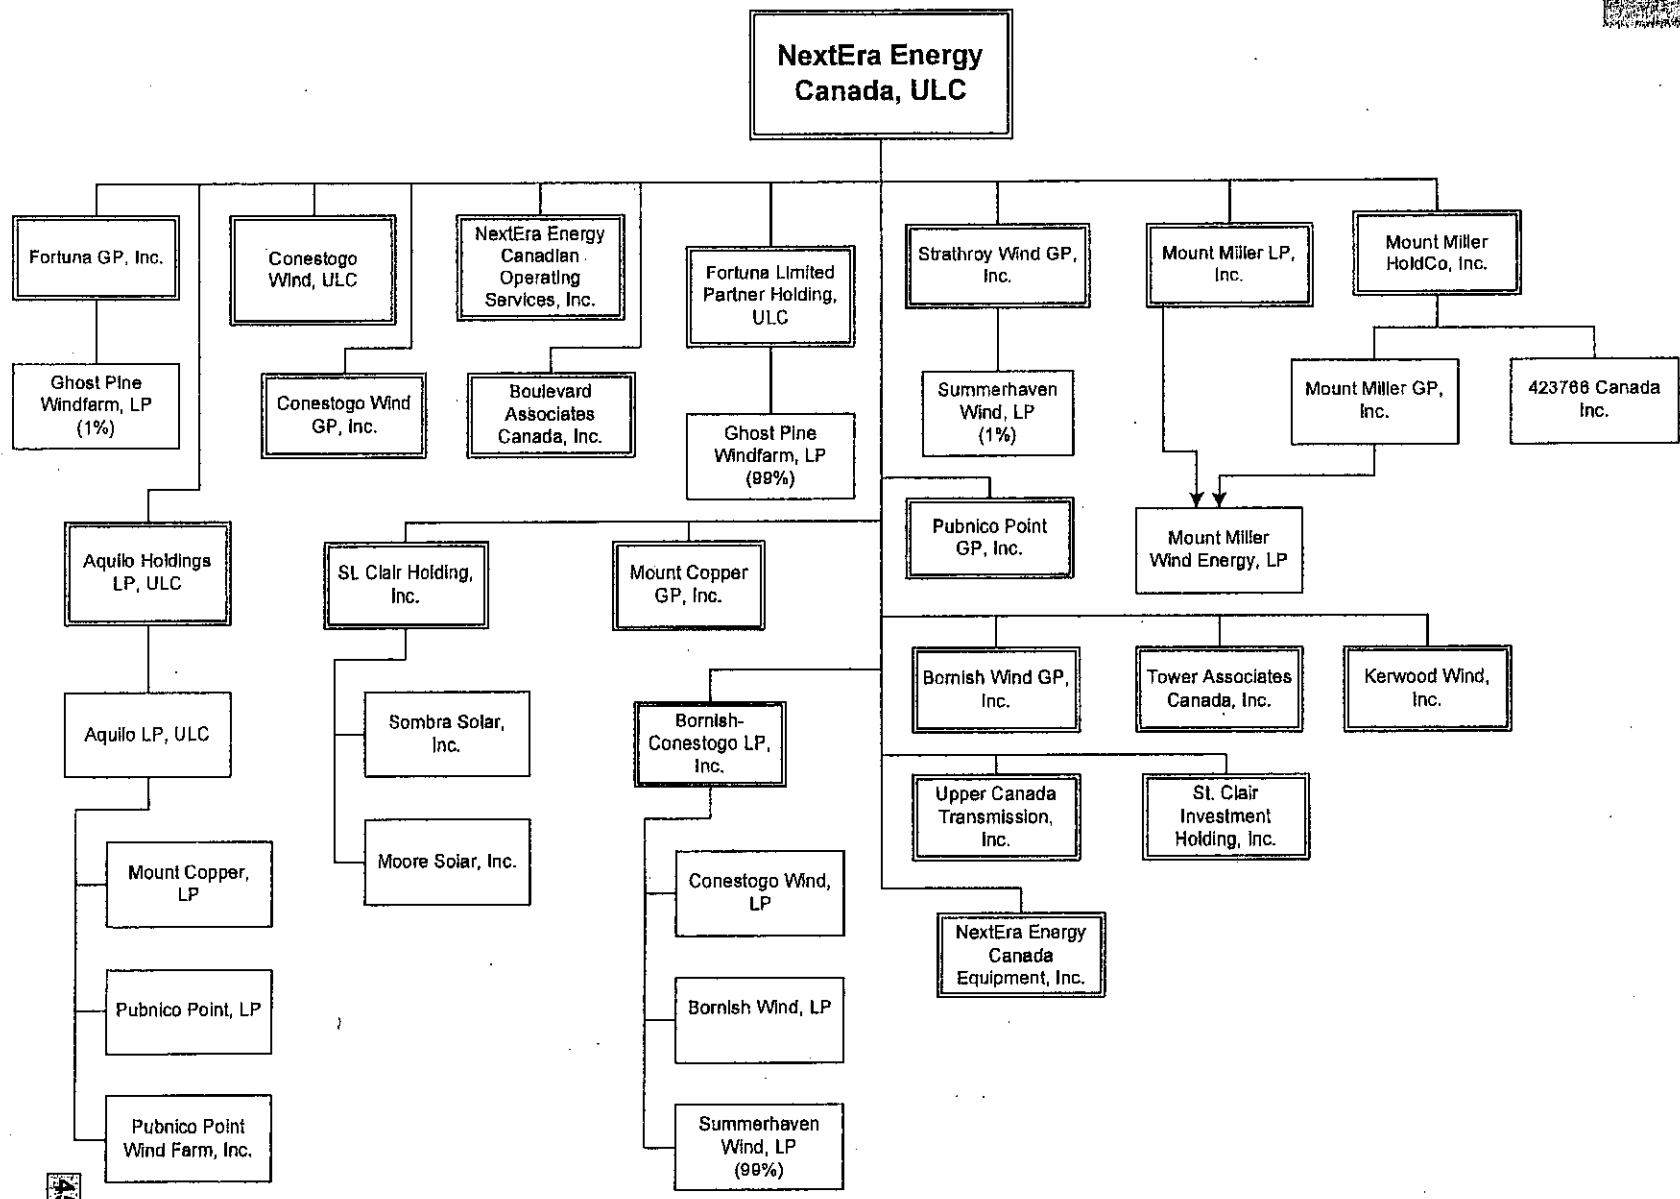 NextEra Energy
Canada, ULC
Fortuna GP, Inc.
Conestogo
Wind, ULC
NextEra Energy
Canadian
Operating
Services, Inc.
Fortuna Limited
Partner Holding,
ULC
Strathroy Wind GP,
Inc.
Mount Miller LP,
Inc.
Mount Miller
HoldCo, Inc.
Ghost Pine
Windfarm, LP
(1%)
Conestogo Wind
GP, Inc.
Boulevard
Associates
Canada, Inc.
Ghost Pine
Windfarm, LP
(99%)
Summerhaven
Wind, LP
(1%)
Mount Miller GP,
Inc.
423766 Canada
Inc.
Aquilo Holdings
LP, ULC
St. Clair Holding,
Inc.
Mount Copper
GP, Inc.
Pubnico Point
GP, Inc.
Mount Miller
Wind Energy, LP
Aquilo LP, ULC
Sombra Solar,
Inc.
Bornish-
Conestogo LP,
Inc.
Bornish Wind GP,
Inc.
Tower Associates
Canada, Inc.
Kerwood Wind,
Inc.
Moore Solar, Inc.
Upper Canada
Transmission,
Inc.
St. Clair
Investment
Holding, Inc.
Mount Copper,
LP
Conestogo Wind,
LP
NextEra Energy
Canada
Equipment, Inc.
Pubnico Point, LP
Bornish Wind, LP
Pubnico Point
Wind Farm, Inc.
Summerhaven
Wind, LP
(99%)